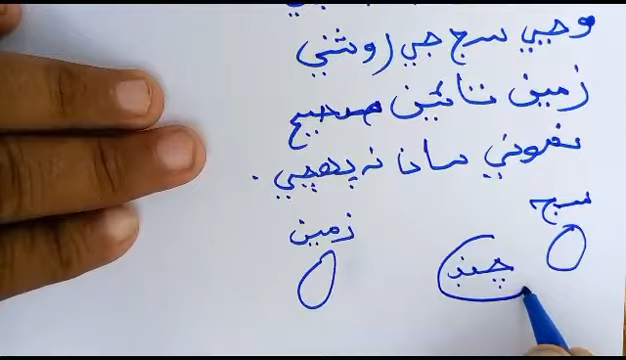 وڃي سج جي روشني
زمين تائين صحيح
نموني سان نه پهچي .
سج
زمين
چنڊ